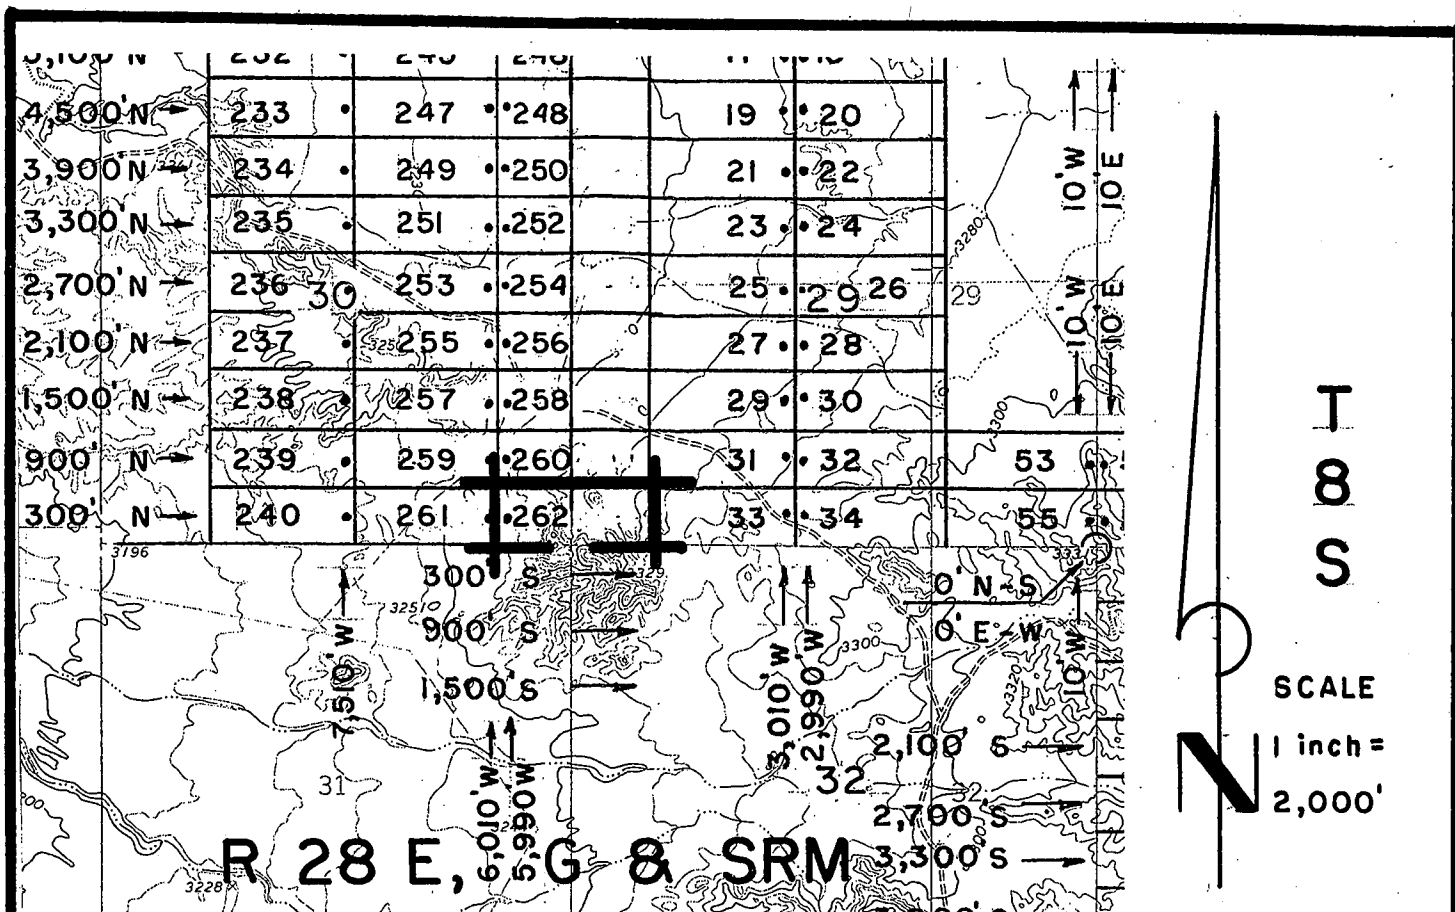 4,500' N 233 247 248 19 20
3,900' N 234 249 250 21 22
3,300' N 235 251 252 23 24
3280
2,700' N 236 30 253 254 25 29 26 29
2,100' N 237 255 256 27 28
1,500' N 238 257 258 29 30
3300
900' N 239 259 260 31 32 53
300' N 240 261 262 33 34 55
10' W
10' E
10' W
10' E
3196
300' S
0' N-S
0' E-W
32510
900' S
3300
1,500' S
7,510' W
3,010' W
2,990' W
10' W
3320
2,100' S
31
32
32
2,700' S
6,010' W
5,990' W
3,300' S
R 28 E, G & SRM
3228
T
8
S
SCALE
1 inch =
2,000'
N